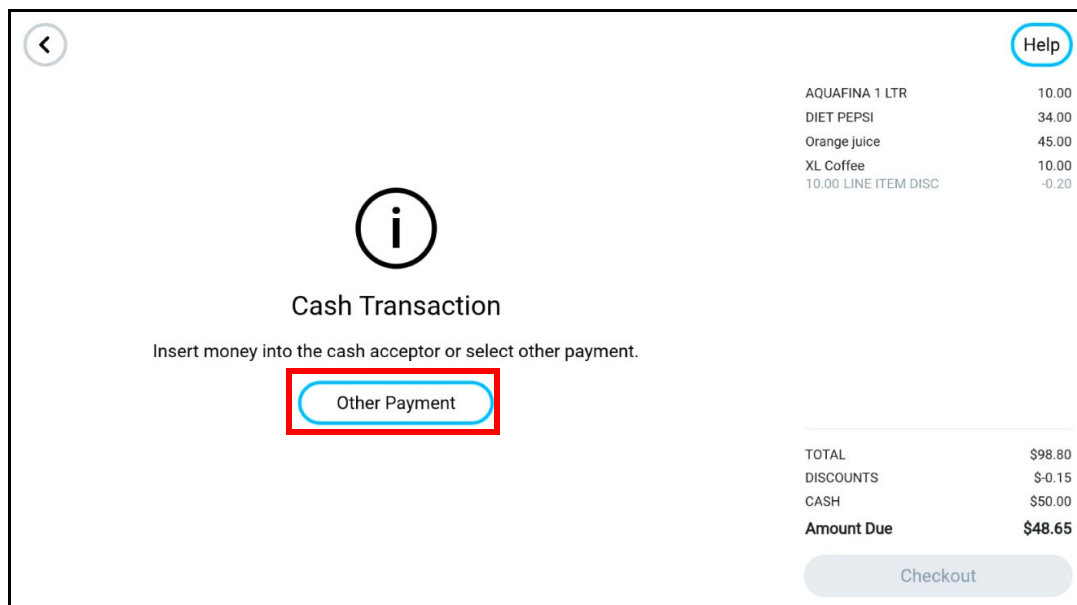 Help
AQUAFINA 1 LTR 10.00
DIET PEPSI 34.00
Orange juice 45.00
XL Coffee 10.00
10.00 LINE ITEM DISC -0.20
i
Cash Transaction
Insert money into the cash acceptor or select other payment.
Other Payment
TOTAL $98.80
DISCOUNTS $-0.15
CASH $50.00
Amount Due $48.65
Checkout